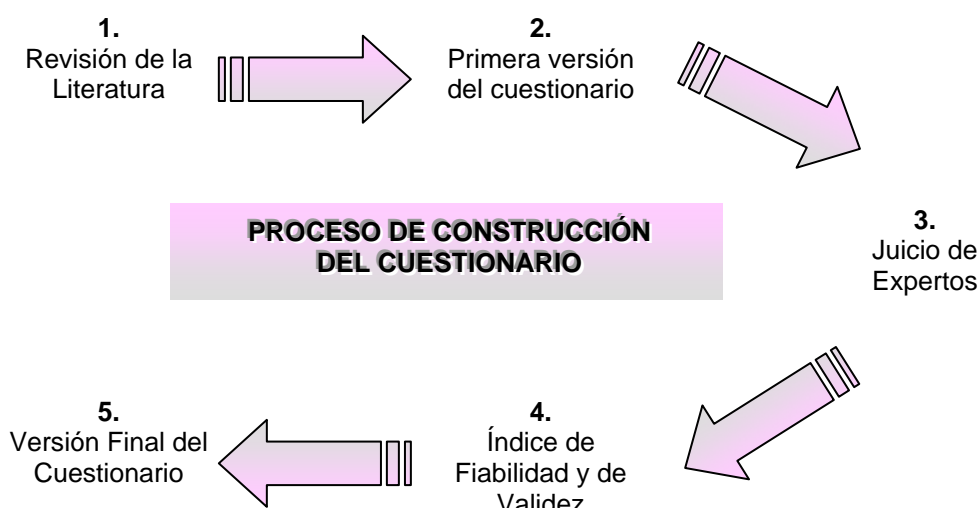 1.
Revisión de la
Literatura
2.
Primera versión
del cuestionario
PROCESO DE CONSTRUCCIÓN
DEL CUESTIONARIO
3.
Juicio de
Expertos
4.
Índice de
Fiabilidad y de
Validez
5.
Versión Final del
Cuestionario